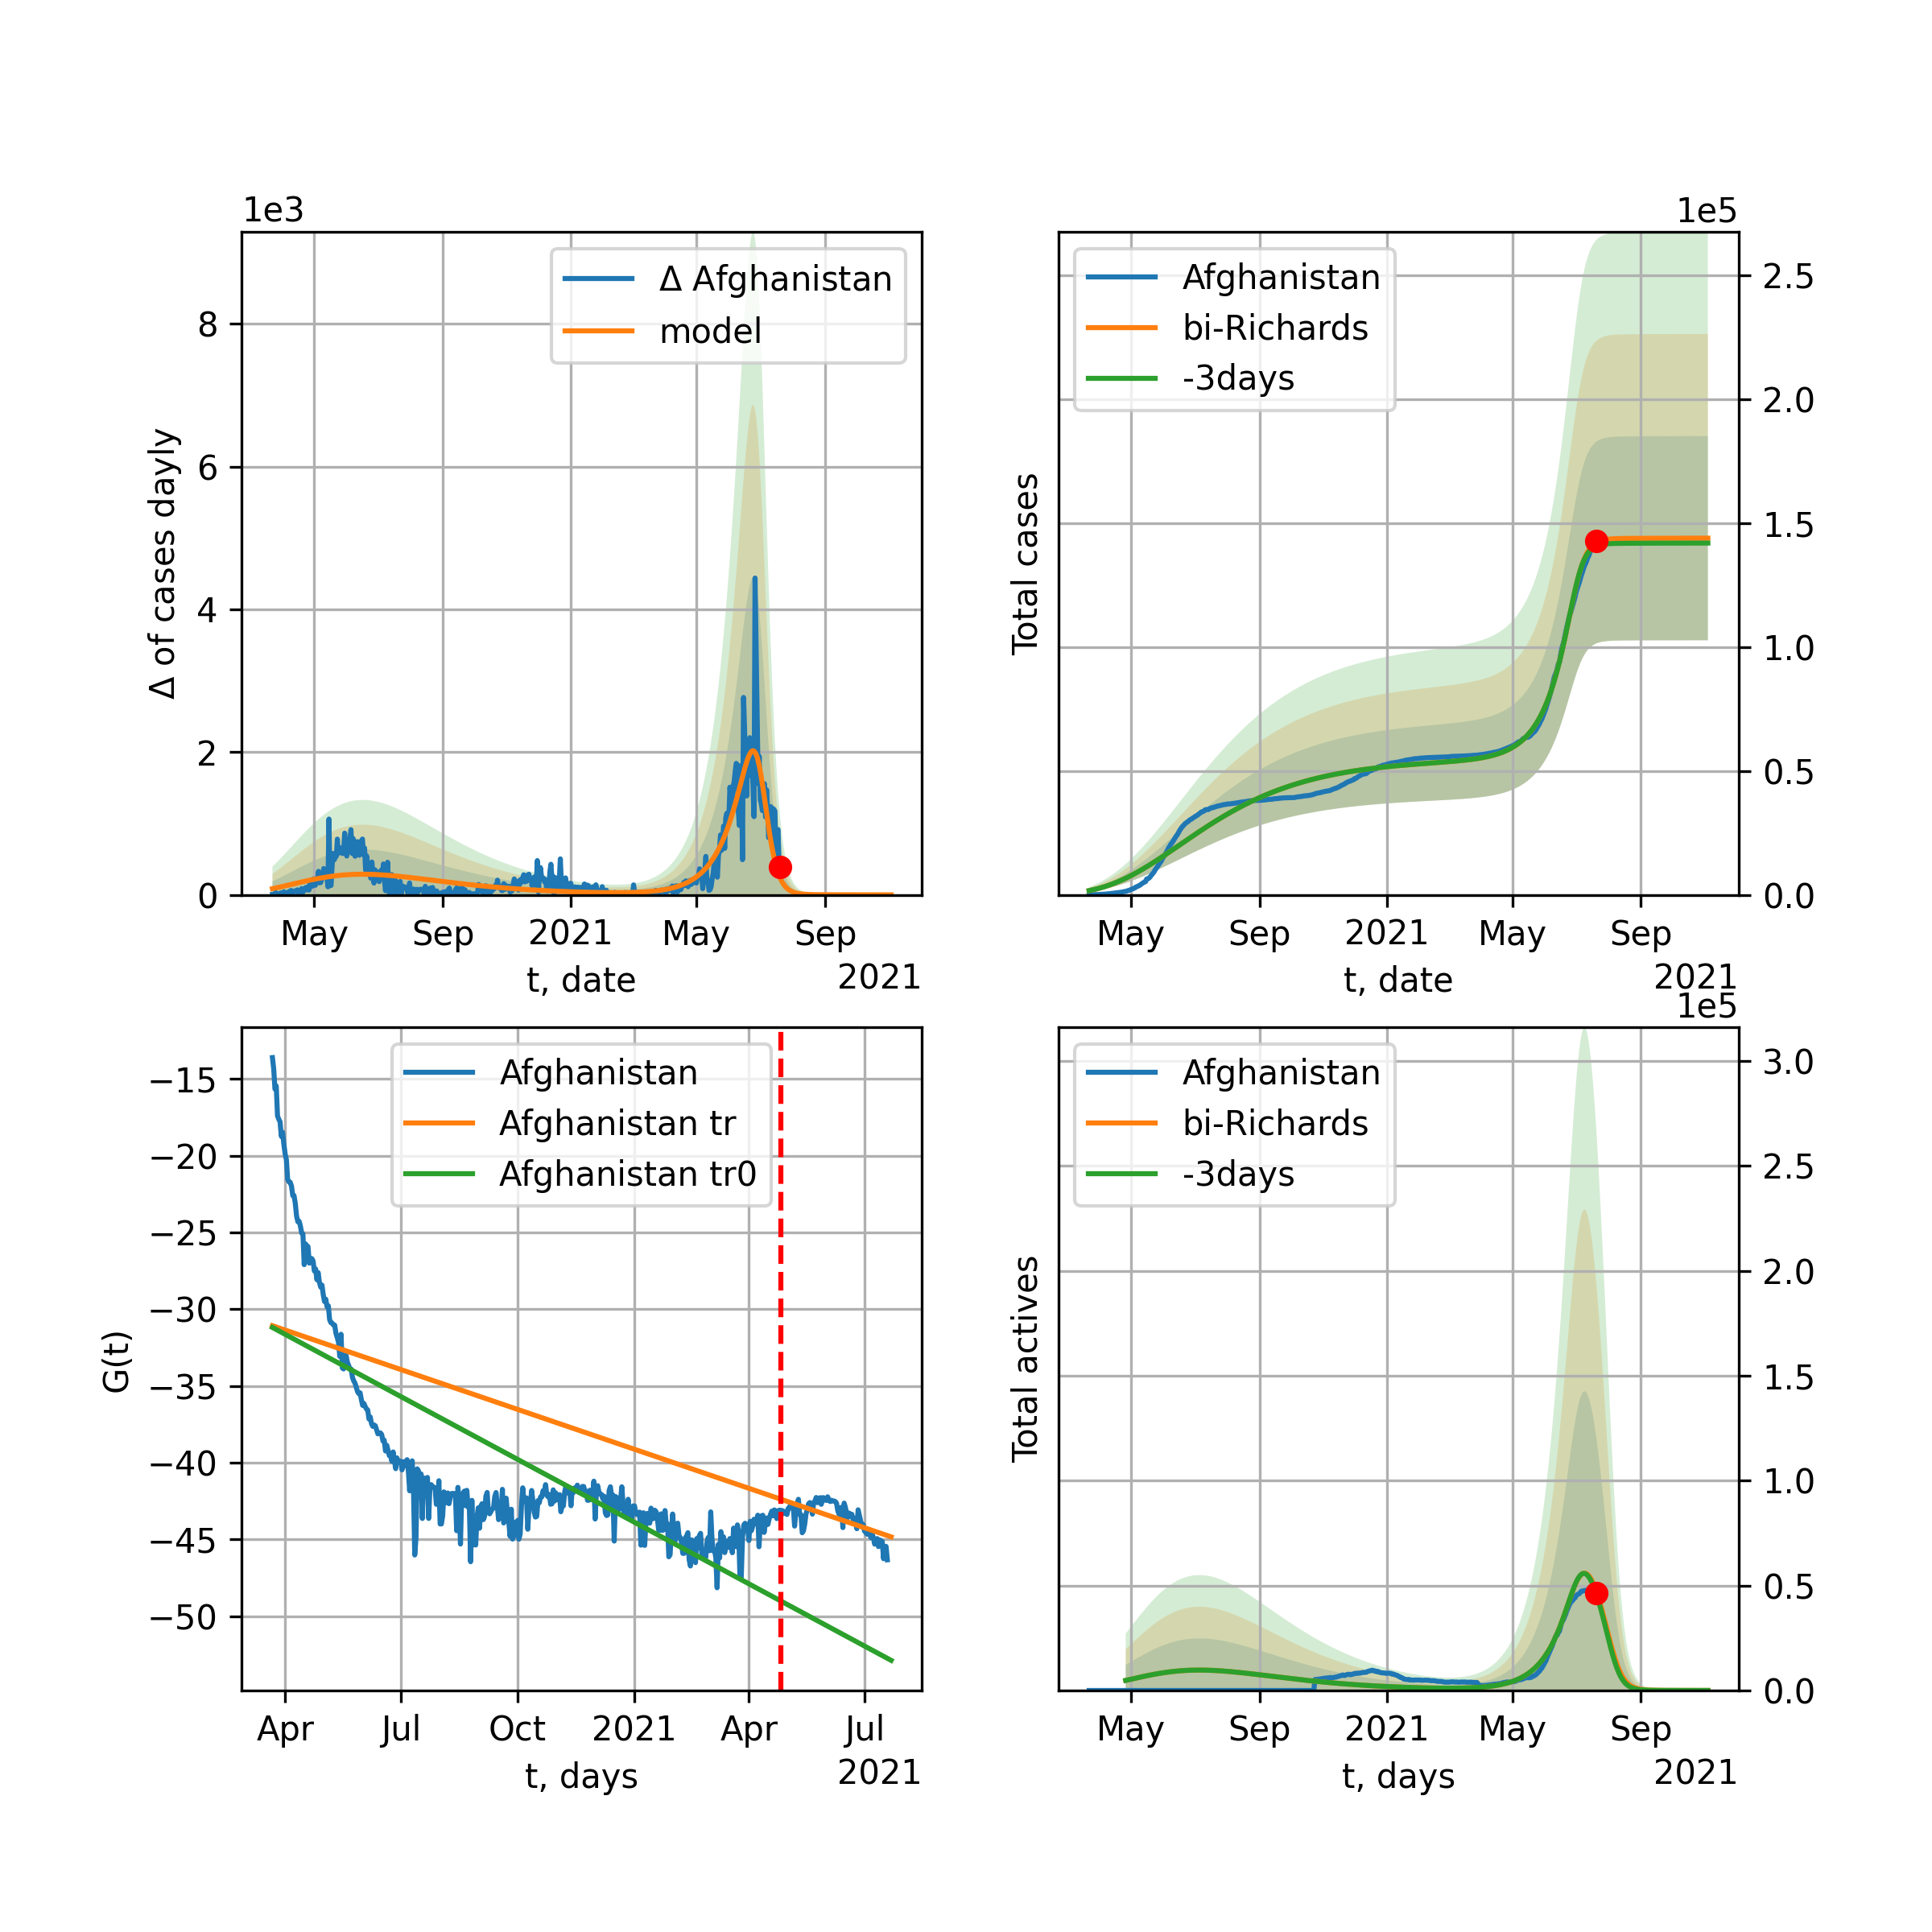 1e3
Δ Afghanistan
model
8
6
4
2
0
Δ of cases dayly
May Sep 2021 May Sep
t, date
2021
1e5
Afghanistan
bi-Richards
-3days
2.5
2.0
1.5
1.0
0.5
0.0
Total cases
May Sep 2021 May Sep
t, date
2021
Afghanistan
Afghanistan tr
Afghanistan tr0
−15
−20
−25
−30
−35
−40
−45
−50
G(t)
Apr Jul Oct 2021 Apr Jul
t, days
2021
1e5
Afghanistan
bi-Richards
-3days
3.0
2.5
2.0
1.5
1.0
0.5
0.0
Total actives
May Sep 2021 May Sep
t, days
2021